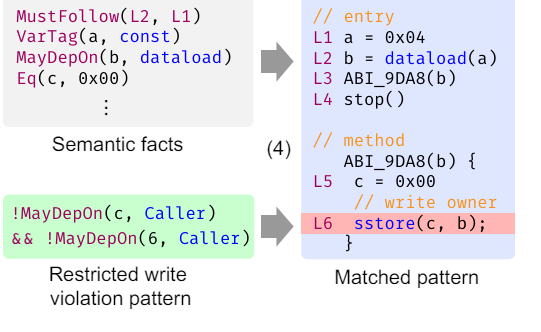 MustFollow(L2, L1)
VarTag(a, const)
MayDepOn(b, dataload)
Eq(c, 0x00)
⋮
Semantic facts
!MayDepOn(c, Caller)
&& !MayDepOn(6, Caller)
Restricted write
violation pattern
(4)
// entry
L1 a = 0x04
L2 b = dataload(a)
L3 ABI_9DA8(b)
L4 stop()
// method
ABI_9DA8(b) {
L5 c = 0x00
// write owner
L6 sstore(c, b);
}
Matched pattern